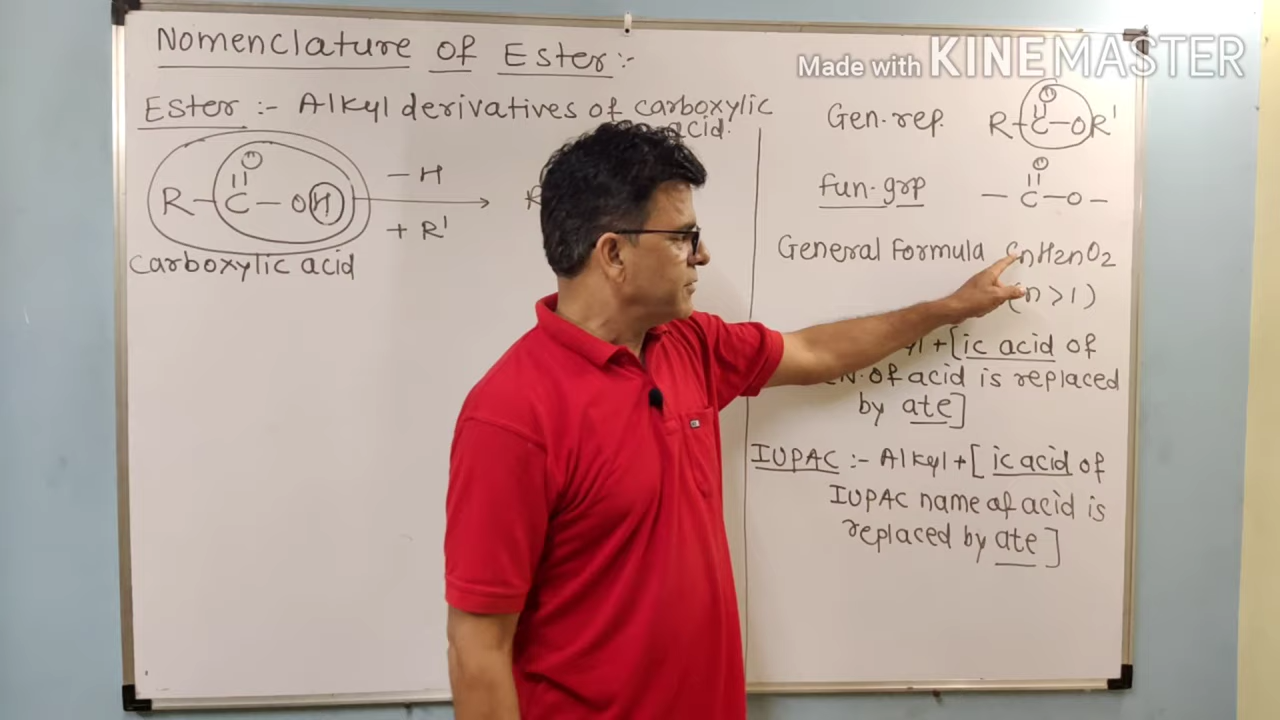 Nomenclature of Ester :-
Made with KINEMASTER
Ester :- Alkyl derivatives of carboxylic
acid.
R-C-OH
O
- H
+ R'
carboxylic acid
Gen. rep. R-C-OR'
O
fun. grp -C-O-
O
General Formula CnH2nO2
(n > 1)
+ [ic acid of
of acid is replaced
by ate]
IUPAC :- Alkyl + [ic acid of
IUPAC name of acid is
replaced by ate]